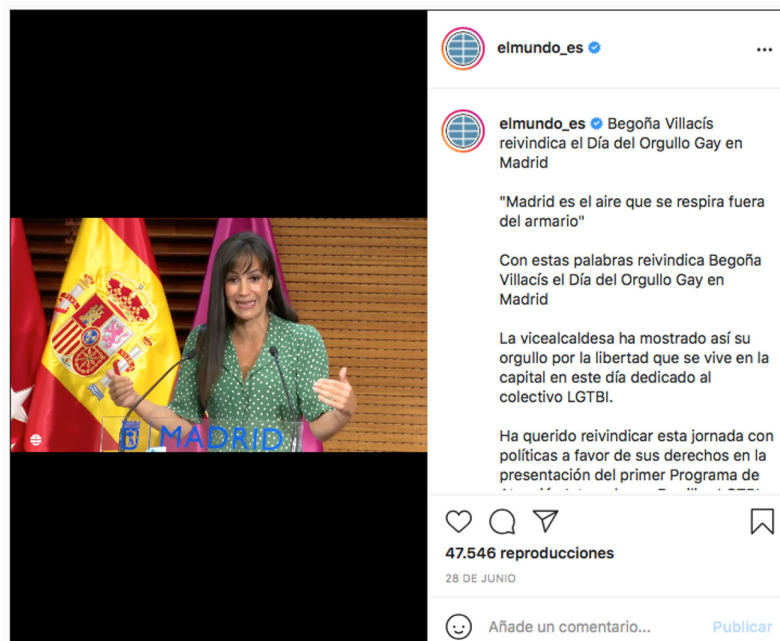 elmundo_es
elmundo_es Begoña Villacís
reivindica el Día del Orgullo Gay en
Madrid
"Madrid es el aire que se respira fuera
del armario"
Con estas palabras reivindica Begoña
Villacís el Día del Orgullo Gay en
Madrid
La vicealcaldesa ha mostrado así su
orgullo por la libertad que se vive en la
capital en este día dedicado al
colectivo LGTBI.
Ha querido reivindicar esta jornada con
políticas a favor de sus derechos en la
presentación del primer Programa de
MADRID
47.546 reproducciones
28 DE JUNIO
Añade un comentario...
Publicar